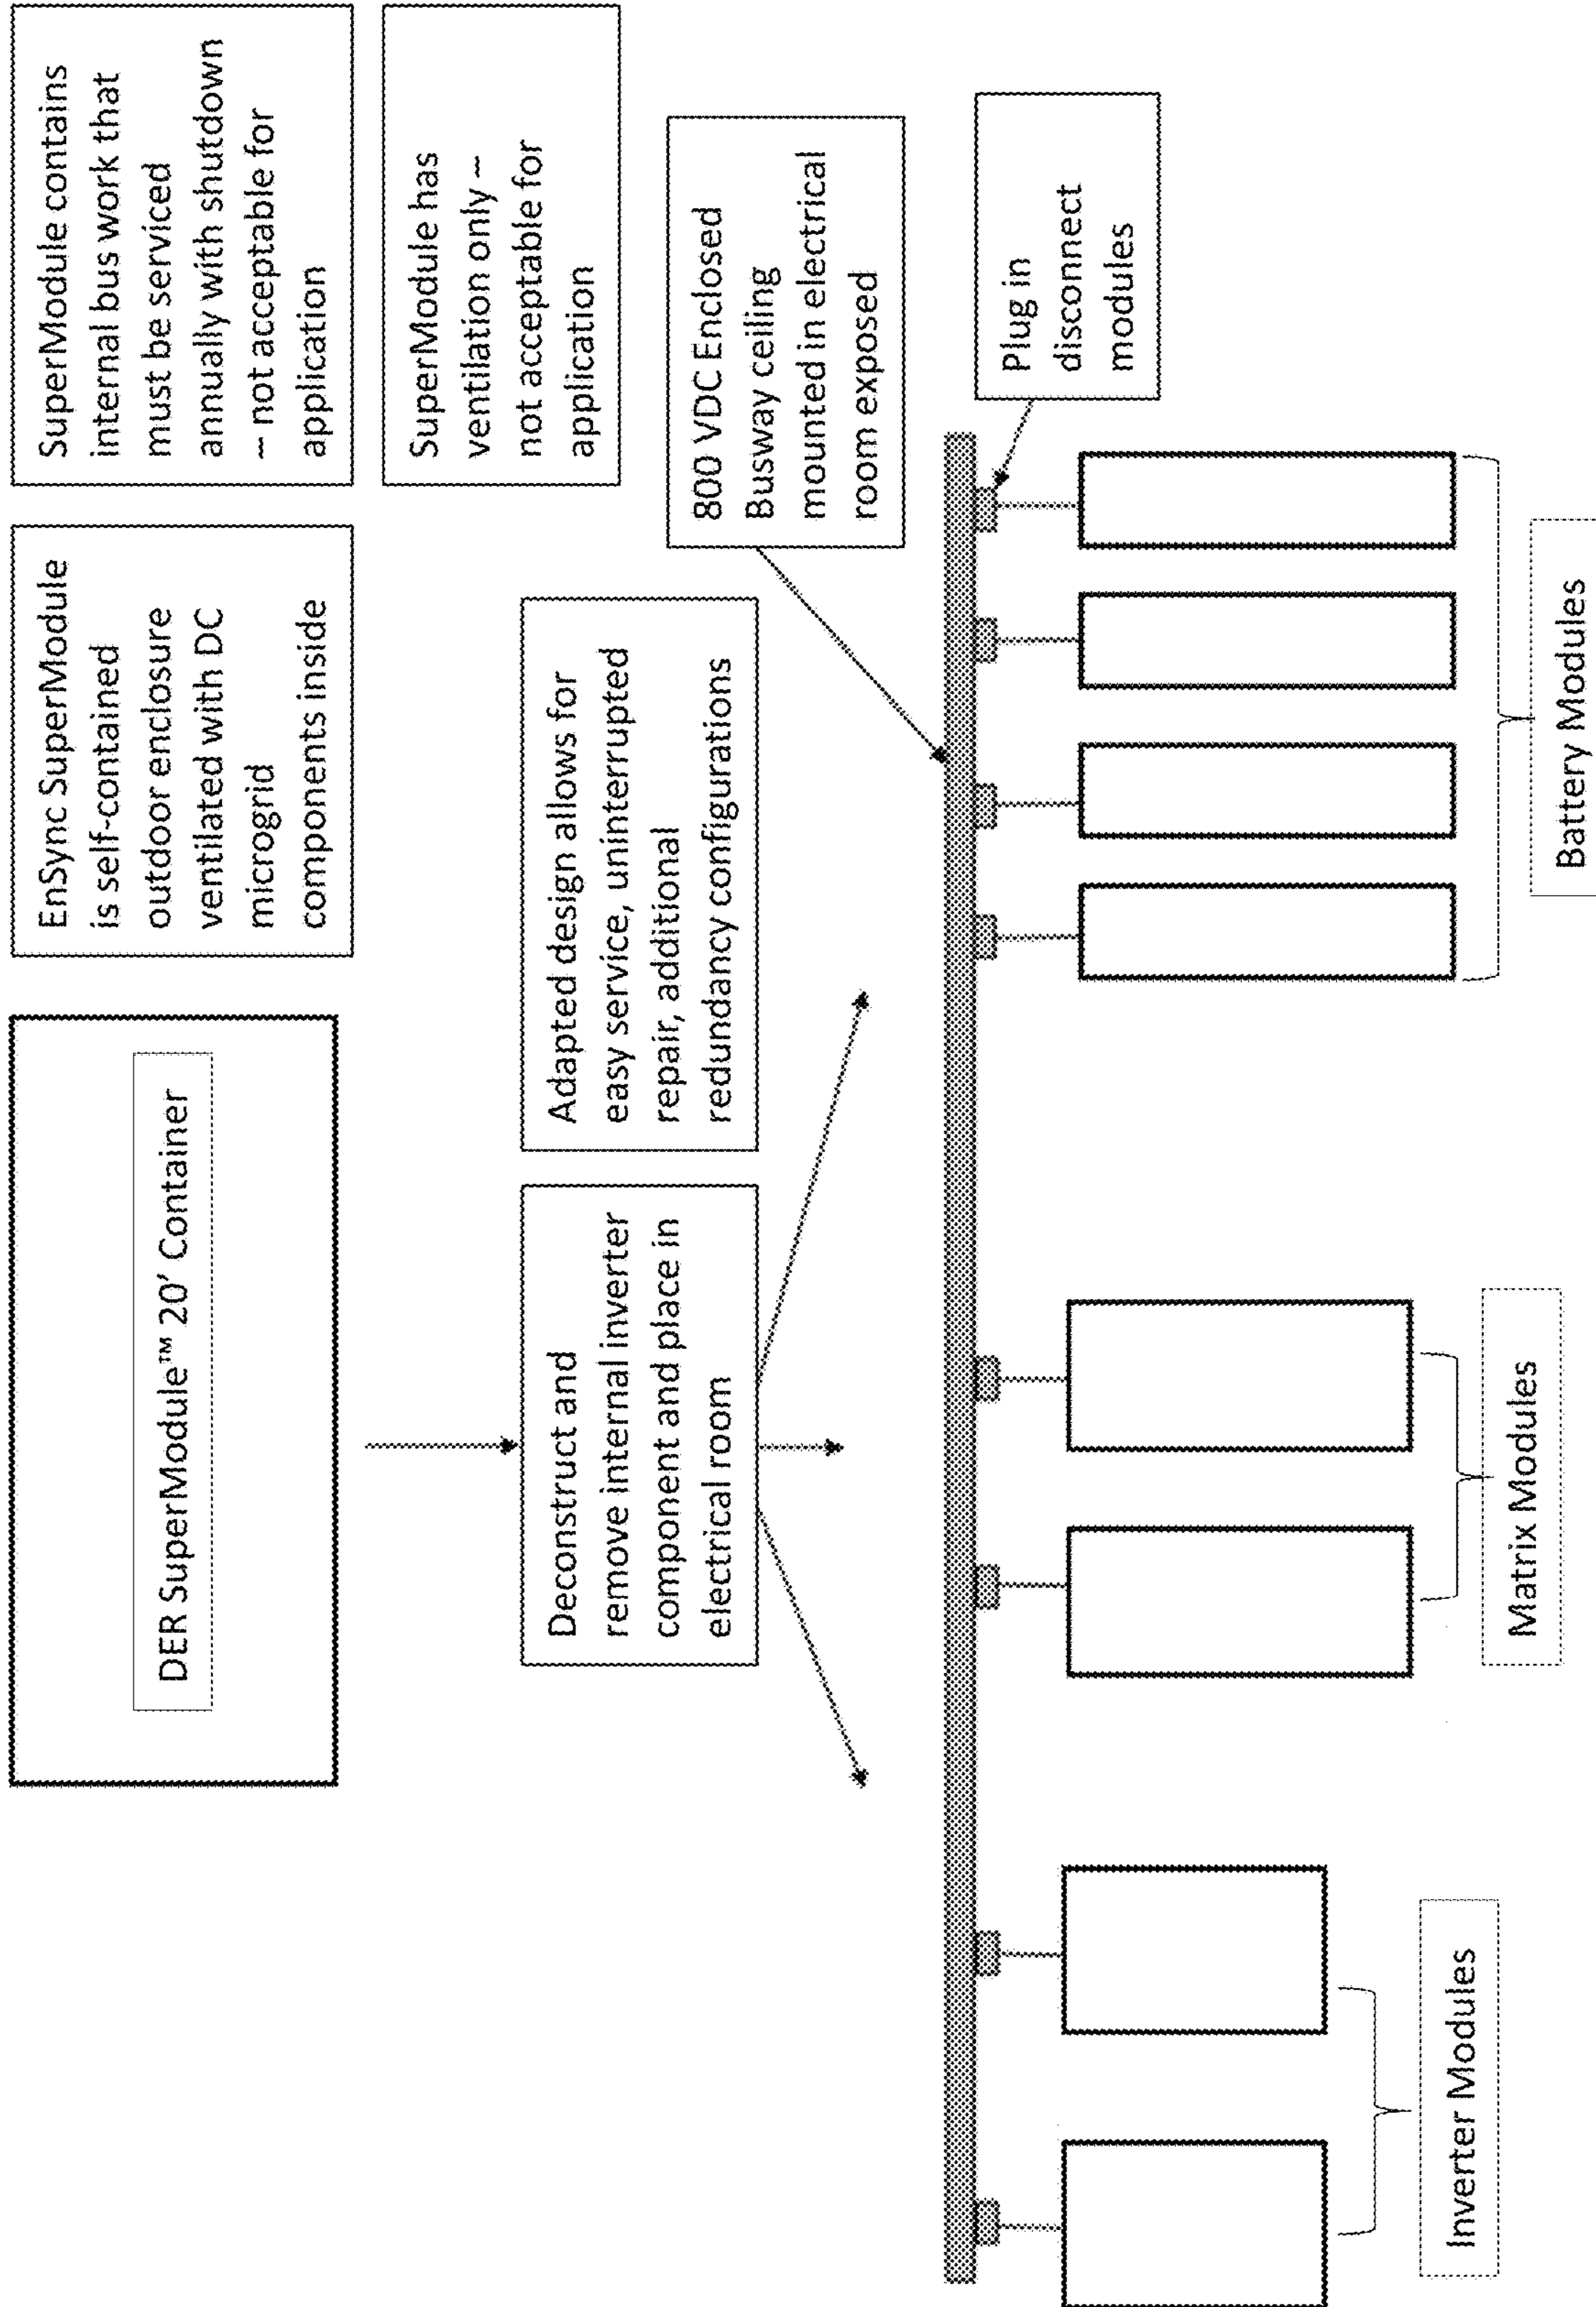 DER SuperModule™ 20' Container
EnSync SuperModule
is self-contained
outdoor enclosure
ventilated with DC
microgrid
components inside
SuperModule contains
internal bus work that
must be serviced
annually with shutdown
– not acceptable for
application
SuperModule has
ventilation only –
not acceptable for
application
Deconstruct and
remove internal inverter
component and place in
electrical room
Adapted design allows for
easy service, uninterrupted
repair, additional
redundancy configurations
800 VDC Enclosed
Busway ceiling
mounted in electrical
room exposed
Plug in
disconnect
modules
Inverter Modules
Matrix Modules
Battery Modules